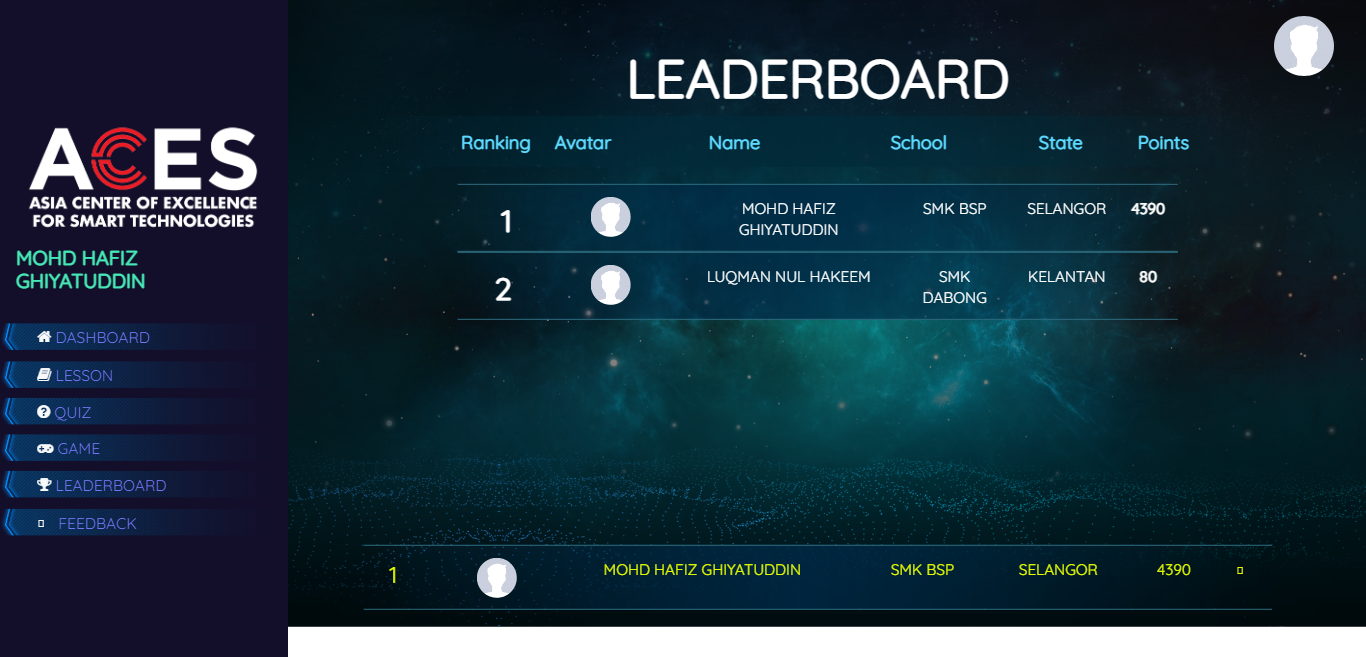 ACES
ASIA CENTER OF EXCELLENCE
FOR SMART TECHNOLOGIES
MOHD HAFIZ
GHIYATUDDIN
DASHBOARD
LESSON
QUIZ
GAME
LEADERBOARD
FEEDBACK
LEADERBOARD
Ranking Avatar Name School State Points
1 MOHD HAFIZ SMK BSP SELANGOR 4390
GHIYATUDDIN
2 LUQMAN NUL HAKEEM SMK KELANTAN 80
DABONG
1 MOHD HAFIZ GHIYATUDDIN SMK BSP SELANGOR 4390